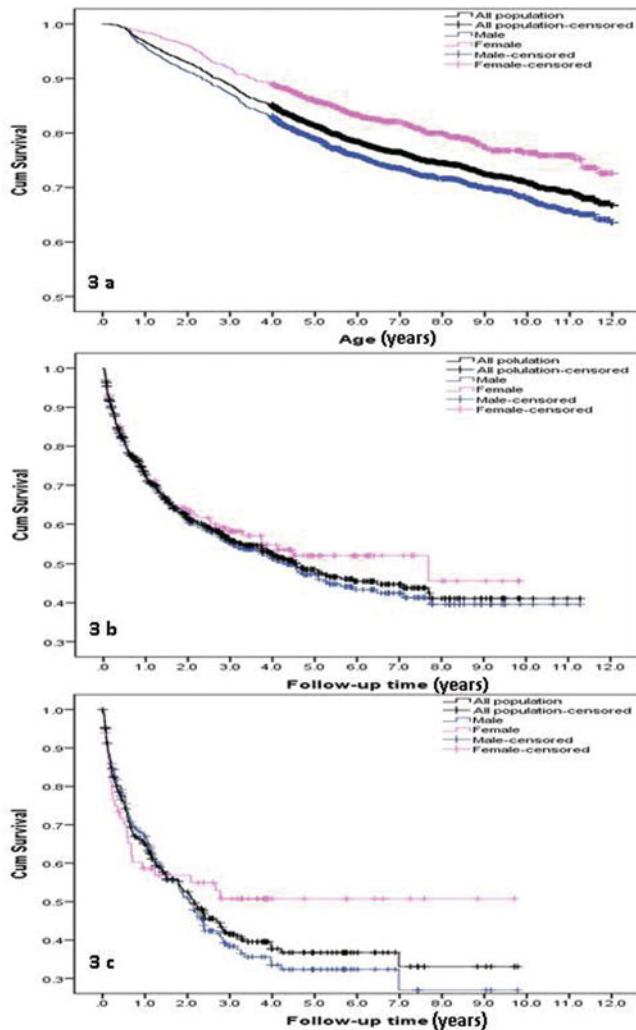 All population
All population-censored
Male
Female
Male-censored
Female-censored
1.0
0.9
0.8
0.7
0.6
0.5
Cum Survival
3 a
.0 1.0 2.0 3.0 4.0 5.0 6.0 7.0 8.0 9.0 10.0 11.0 12.0
Age (years)
All polulation
All polulation-censored
Male
Female
Male-censored
Female-censored
1.0
0.9
0.8
0.7
0.6
0.5
0.4
0.3
Cum Survival
3 b
.0 1.0 2.0 3.0 4.0 5.0 6.0 7.0 8.0 9.0 10.0 11.0 12.0
Follow-up time (years)
All population
All population-censored
Male
Female
Male-censored
Female-censored
1.0
0.9
0.8
0.7
0.6
0.5
0.4
0.3
Cum Survival
3 c
.0 1.0 2.0 3.0 4.0 5.0 6.0 7.0 8.0 9.0 10.0 11.0 12.0
Follow-up time (years)